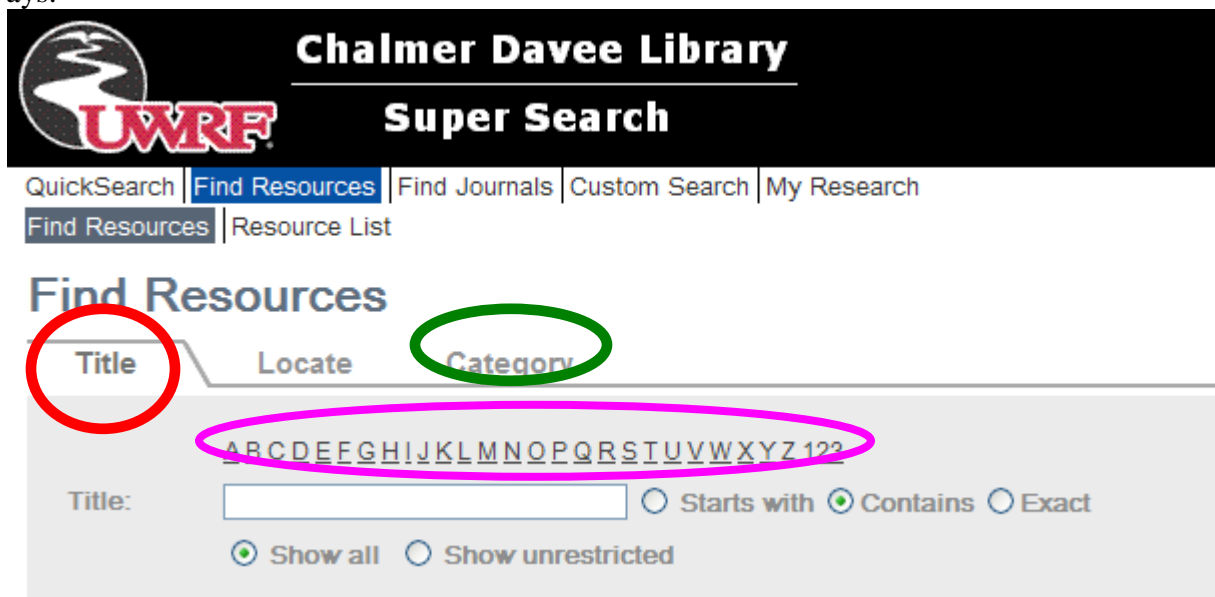 ays.
Chalmer Davee Library
UWRF
Super Search
QuickSearch Find Resources Find Journals Custom Search My Research
Find Resources Resource List
Find Resources
Title Locate Category
A B C D E F G H I J K L M N O P Q R S T U V W X Y Z 123
Title: Starts with Contains Exact
Show all Show unrestricted